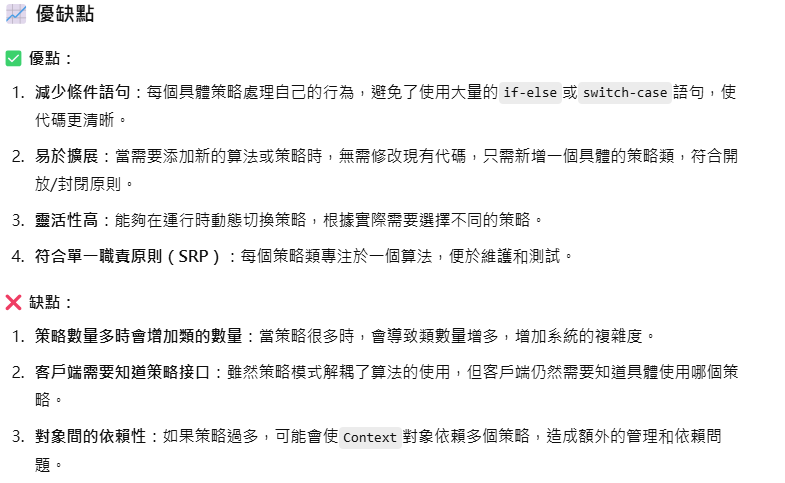 📈 優缺點
✅ 優點：
1. 減少條件語句：每個具體策略處理自己的行為，避免了使用大量的 if-else 或 switch-case 語句，使
代碼更清晰。
2. 易於擴展：當需要添加新的算法或策略時，無需修改現有代碼，只需新增一個具體的策略類，符合開
放/封閉原則。
3. 靈活性高：能夠在運行時動態切換策略，根據實際需要選擇不同的策略。
4. 符合單一職責原則（SRP）：每個策略類專注於一個算法，便於維護和測試。
❌ 缺點：
1. 策略數量多時會增加類的數量：當策略很多時，會導致類數量增多，增加系統的複雜度。
2. 客戶端需要知道策略接口：雖然策略模式解耦了算法的使用，但客戶端仍然需要知道具體使用哪個策
略。
3. 對象間的依賴性：如果策略過多，可能會使 Context 對象依賴多個策略，造成額外的管理和依賴問
題。